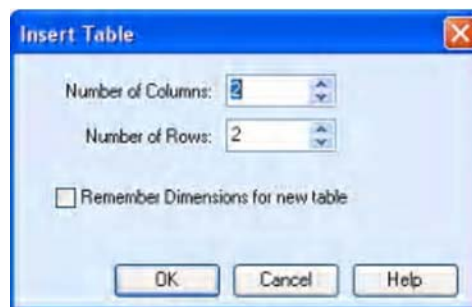 Insert Table
Number of Columns: 2
Number of Rows: 2
Remember Dimensions for new table
OK Cancel Help